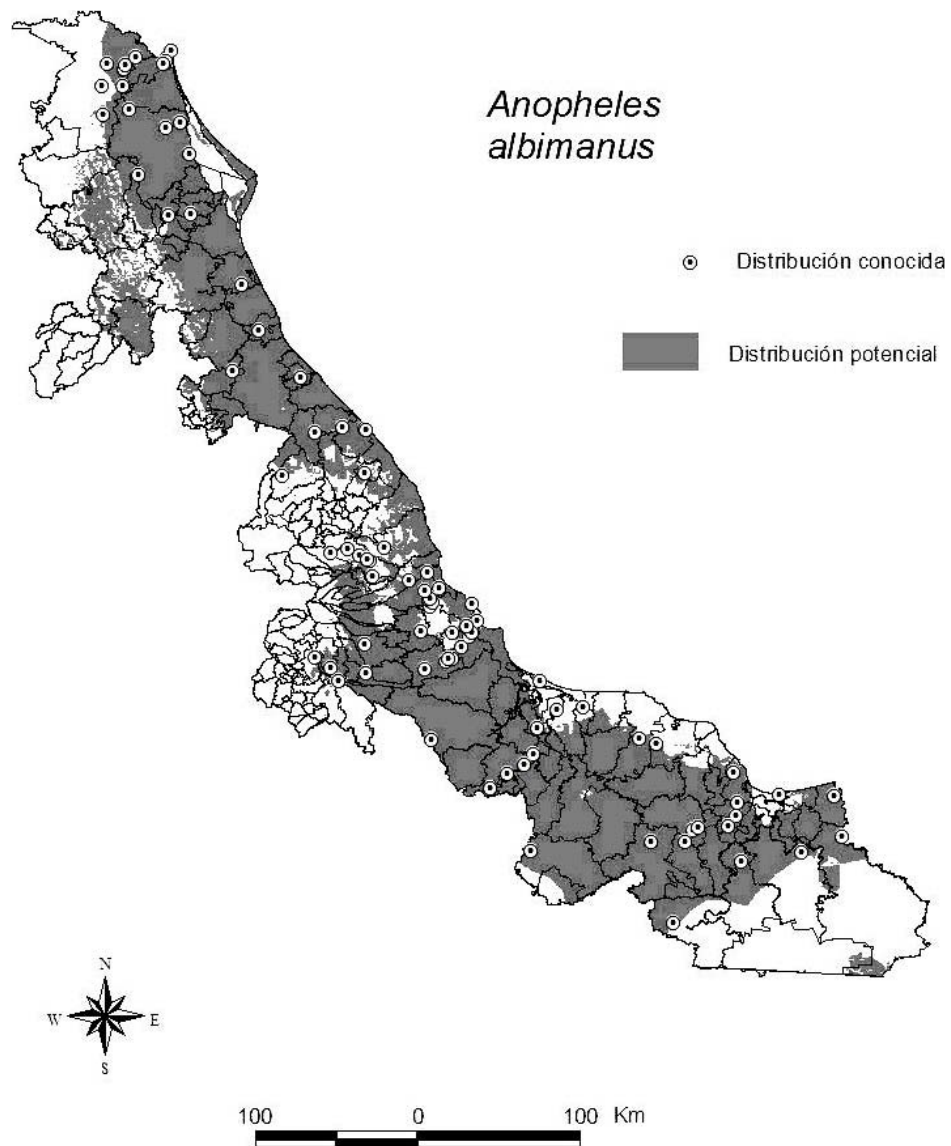 Anopheles
albimanus
Distribución conocida
Distribución potencial
N
W E
S
100 0 100 Km